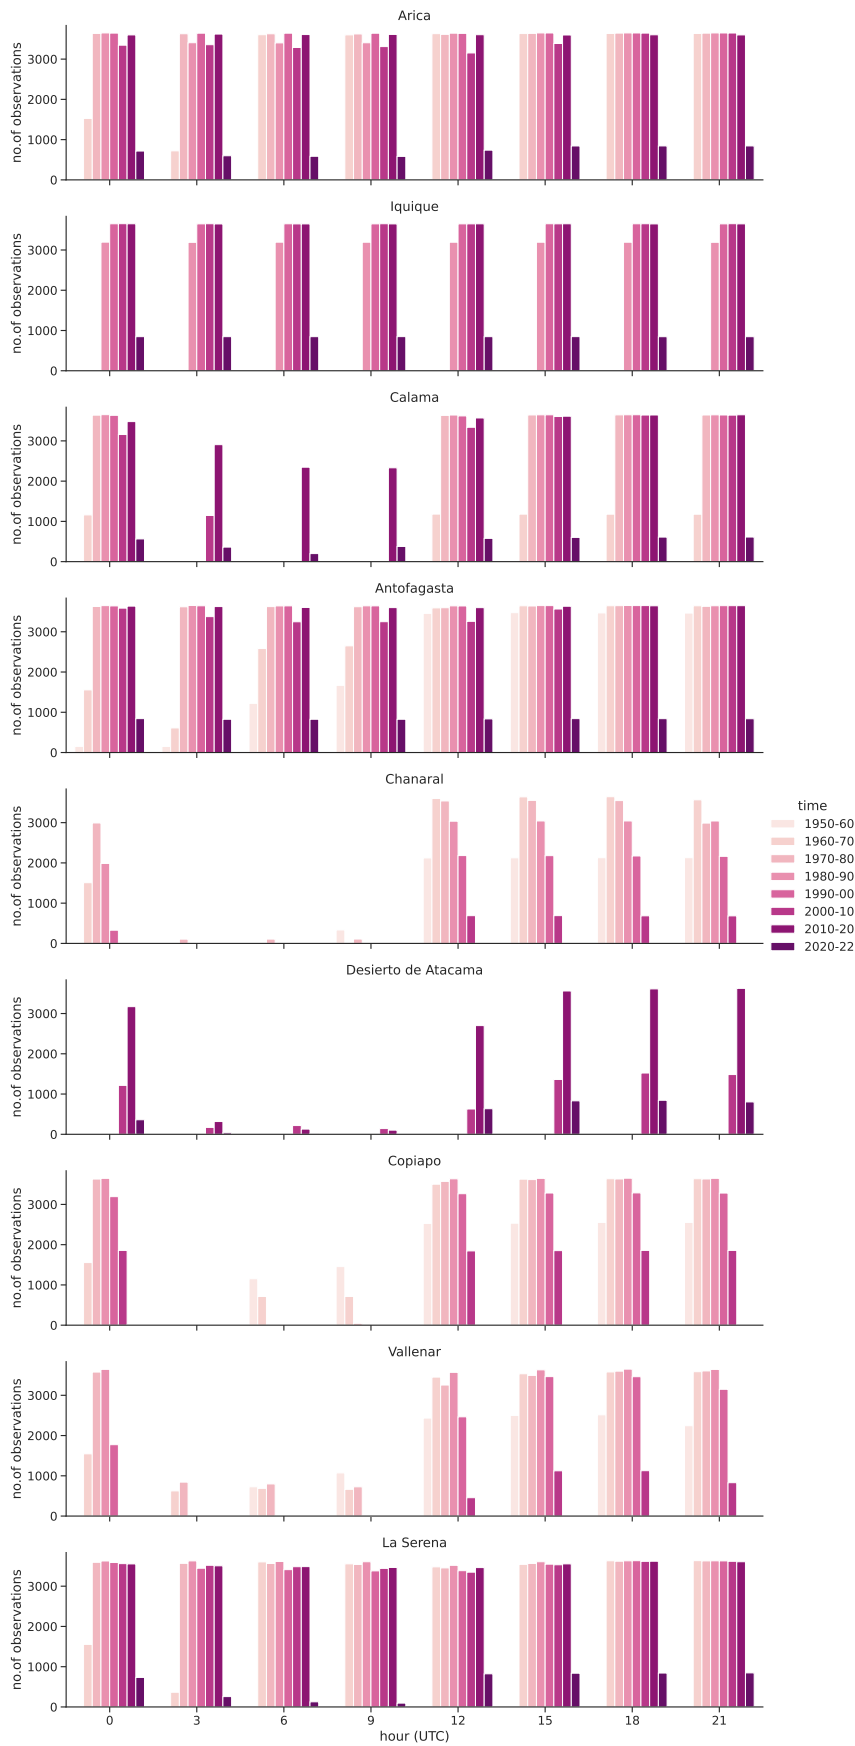 Arica
no.of observations
3000
2000
1000
0
Iquique
no.of observations
3000
2000
1000
0
Calama
no.of observations
3000
2000
1000
0
Antofagasta
no.of observations
3000
2000
1000
0
Chanaral
no.of observations
3000
2000
1000
0
time
1950-60
1960-70
1970-80
1980-90
1990-00
2000-10
2010-20
2020-22
Desierto de Atacama
no.of observations
3000
2000
1000
0
Copiapo
no.of observations
3000
2000
1000
0
Vallenar
no.of observations
3000
2000
1000
0
La Serena
no.of observations
3000
2000
1000
0
0 3 6 9 12 15 18 21
hour (UTC)